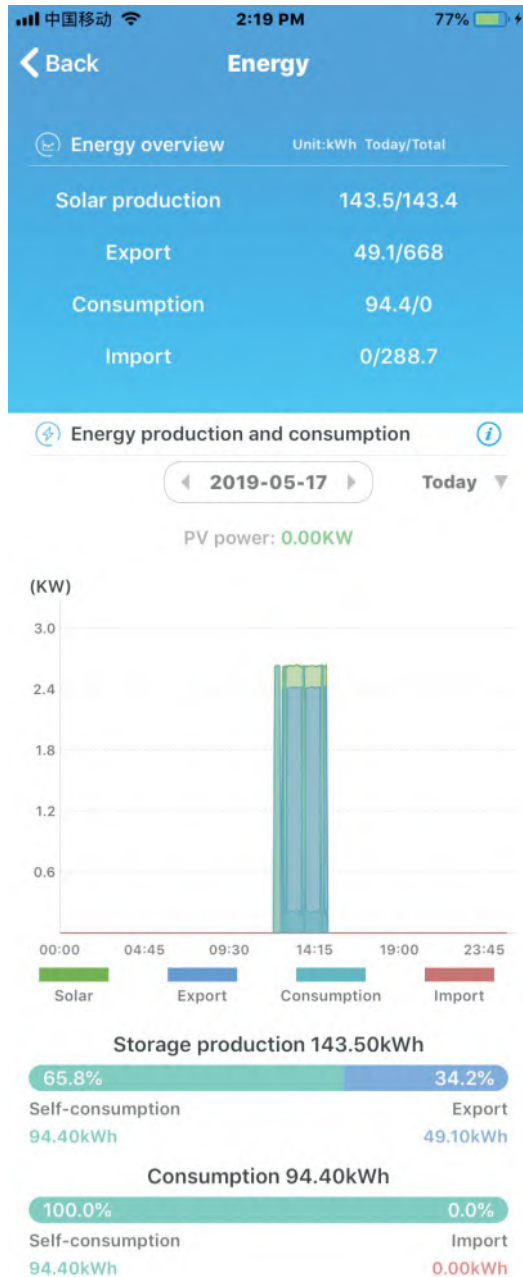 中国移动 2:19 PM 77%
Back Energy
Energy overview Unit:kWh Today/Total
Solar production 143.5/143.4
Export 49.1/668
Consumption 94.4/0
Import 0/288.7
Energy production and consumption i
2019-05-17 Today
PV power: 0.00KW
(KW)
3.0
2.4
1.8
1.2
0.6
00:00 04:45 09:30 14:15 19:00 23:45
Solar Export Consumption Import
Storage production 143.50kWh
65.8% 34.2%
Self-consumption Export
94.40kWh 49.10kWh
Consumption 94.40kWh
100.0% 0.0%
Self-consumption Import
94.40kWh 0.00kWh